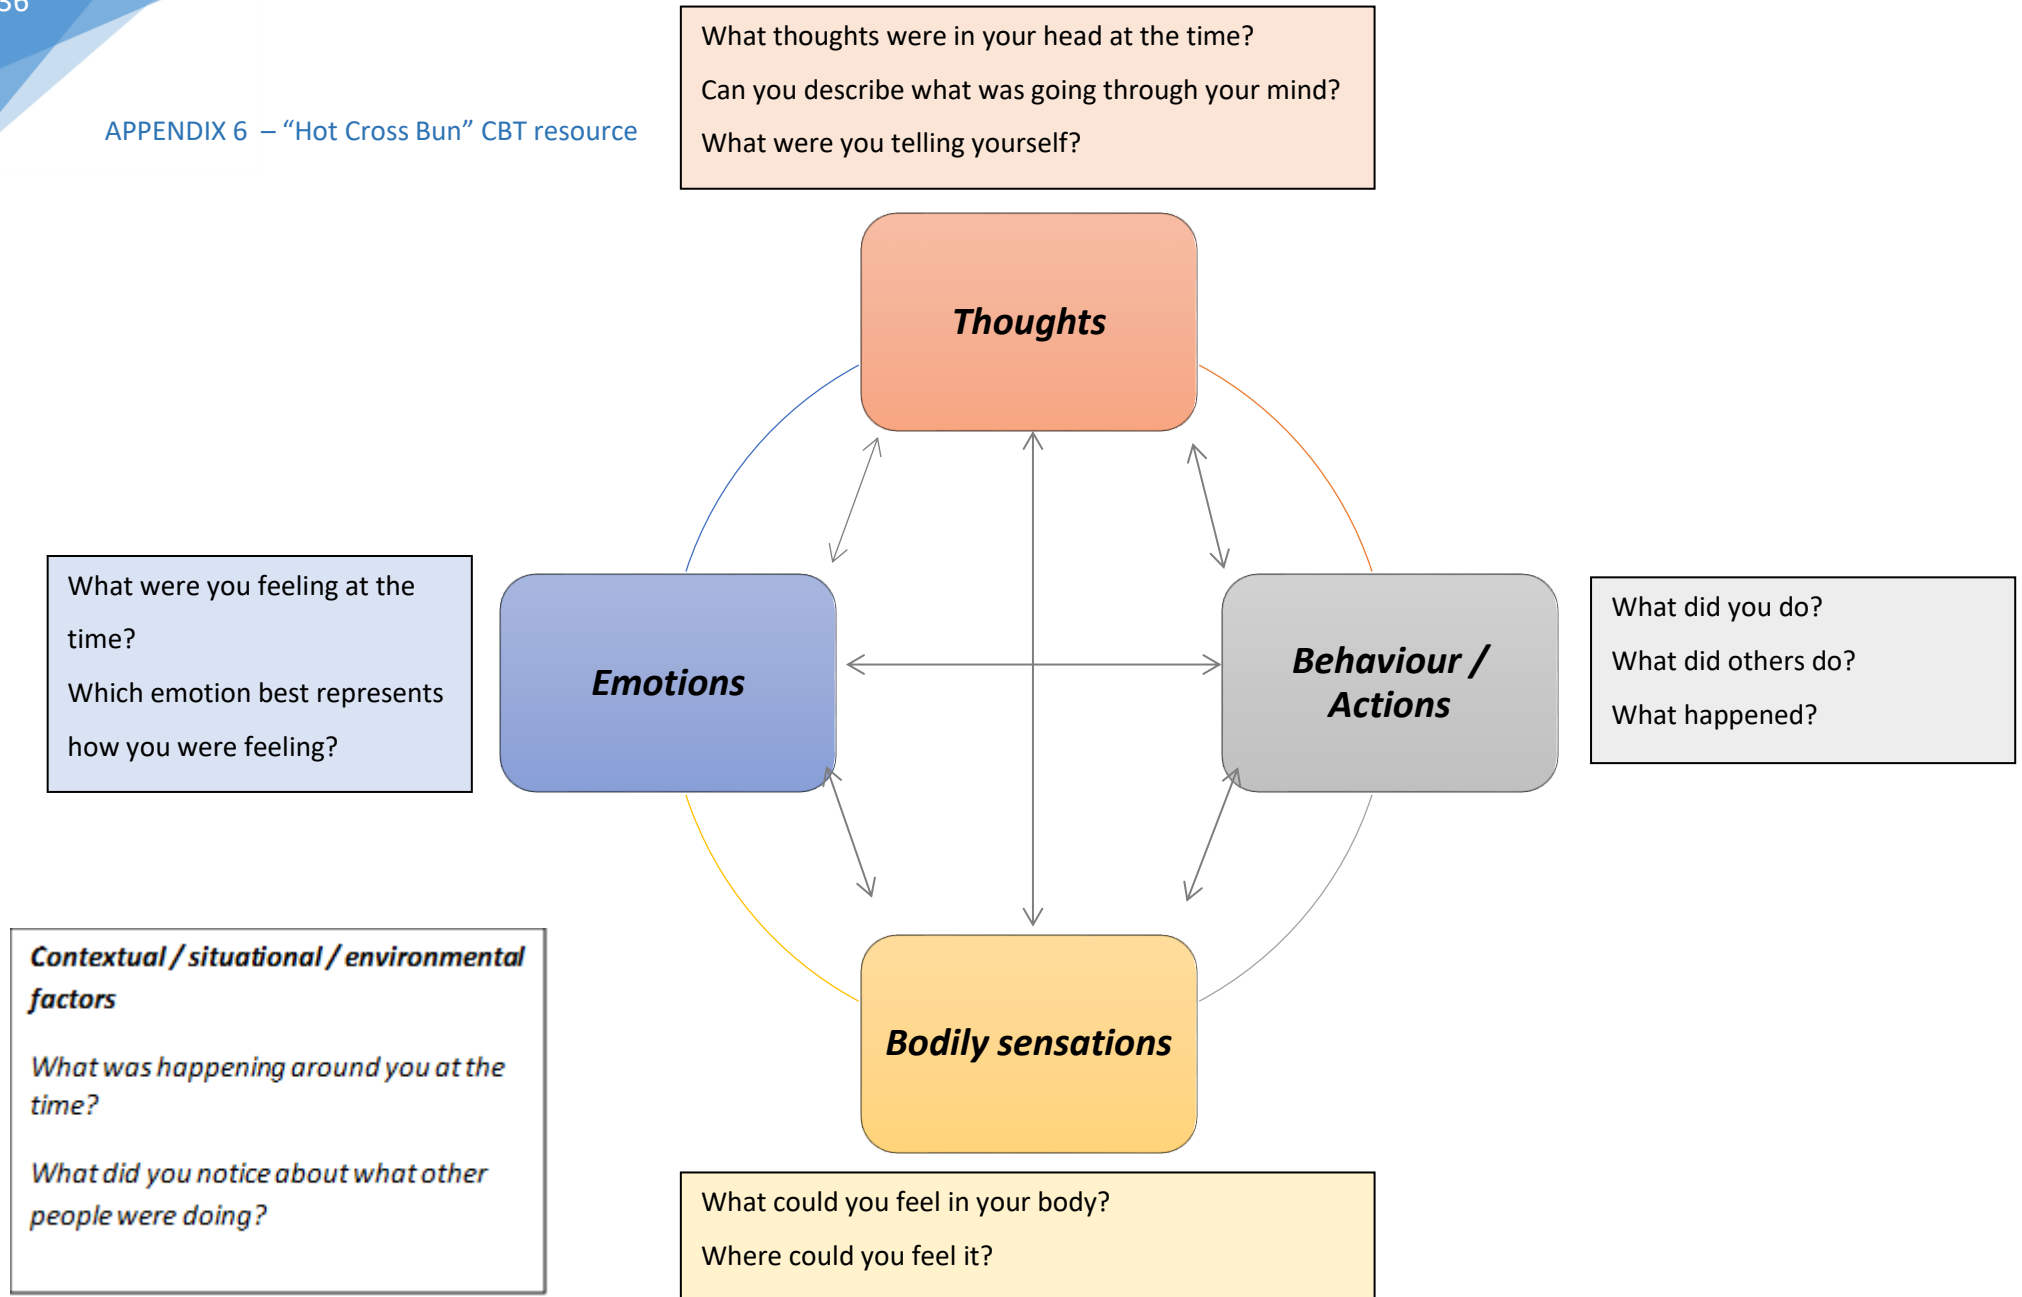 36
APPENDIX 6 – “Hot Cross Bun” CBT resource
What thoughts were in your head at the time?
Can you describe what was going through your mind?
What were you telling yourself?
Thoughts
What were you feeling at the
time?
Which emotion best represents
how you were feeling?
Emotions
Behaviour /
Actions
What did you do?
What did others do?
What happened?
Contextual / situational / environmental
factors
What was happening around you at the
time?
What did you notice about what other
people were doing?
Bodily sensations
What could you feel in your body?
Where could you feel it?